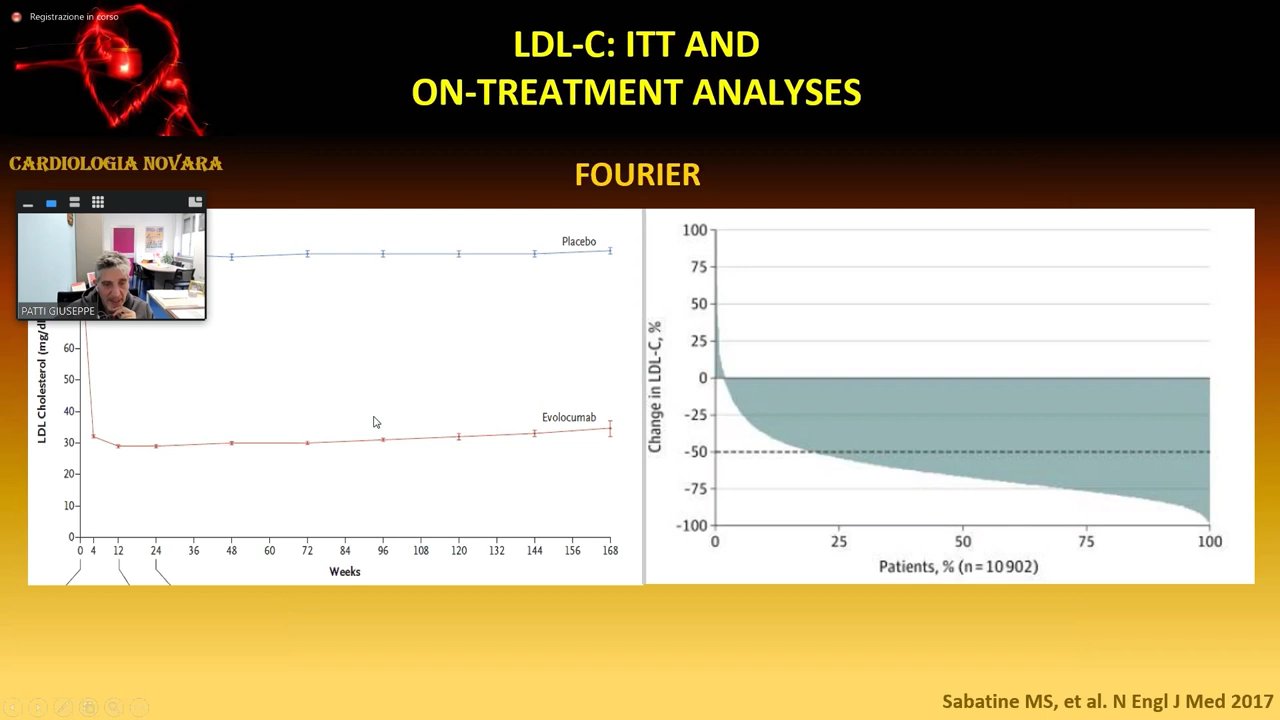 Registrazione in corso
LDL-C: ITT AND
ON-TREATMENT ANALYSES
CARDIOLOGIA NOVARA
FOURIER
PATTI GIUSEPPE
Placebo
Evolocumab
LDL Cholesterol
60
50
40
30
20
10
0
0 4 12 24 36 48 60 72 84 96 108 120 132 144 156 168
Weeks
Change in LDL-C, %
100
75
50
25
0
-25
-50
-75
-100
0 25 50 75 100
Patients, % (n = 10 902)
Sabatine MS, et al. N Engl J Med 2017